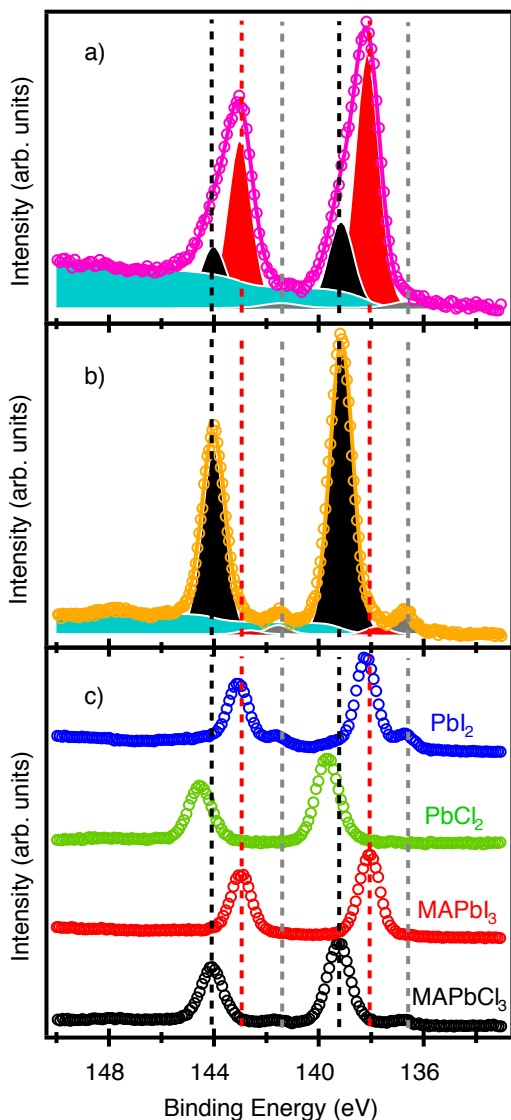 a)
Intensity (arb. units)
b)
Intensity (arb. units)
c)
PbI₂
PbCl₂
MAPbI₃
MAPbCl₃
Intensity (arb. units)
148 144 140 136
Binding Energy (eV)